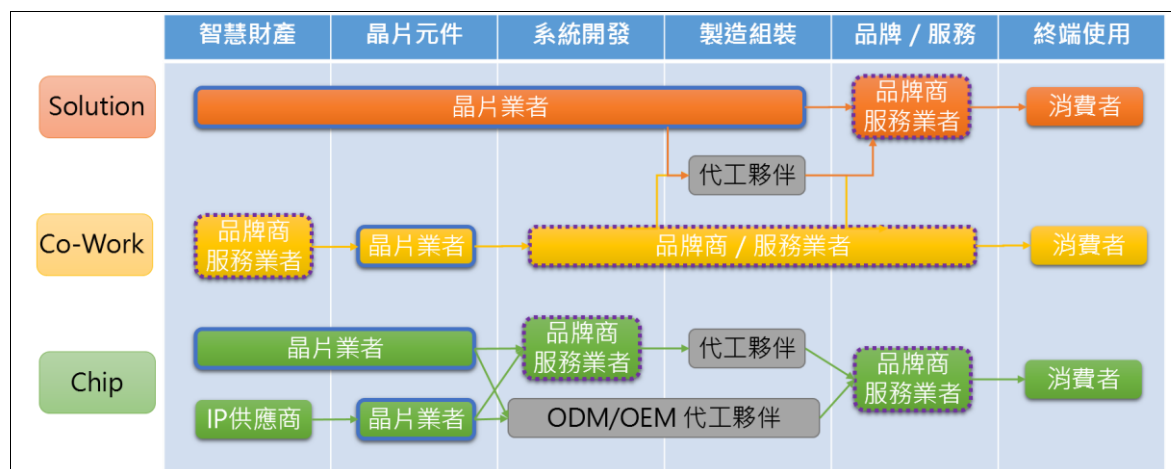 智慧財產
晶片元件
系統開發
製造組裝
品牌 / 服務
終端使用
Solution
晶片業者
品牌商
服務業者
消費者
代工夥伴
Co-Work
品牌商
服務業者
晶片業者
品牌商 / 服務業者
消費者
Chip
晶片業者
品牌商
服務業者
代工夥伴
品牌商
服務業者
消費者
IP供應商
晶片業者
ODM/OEM 代工夥伴